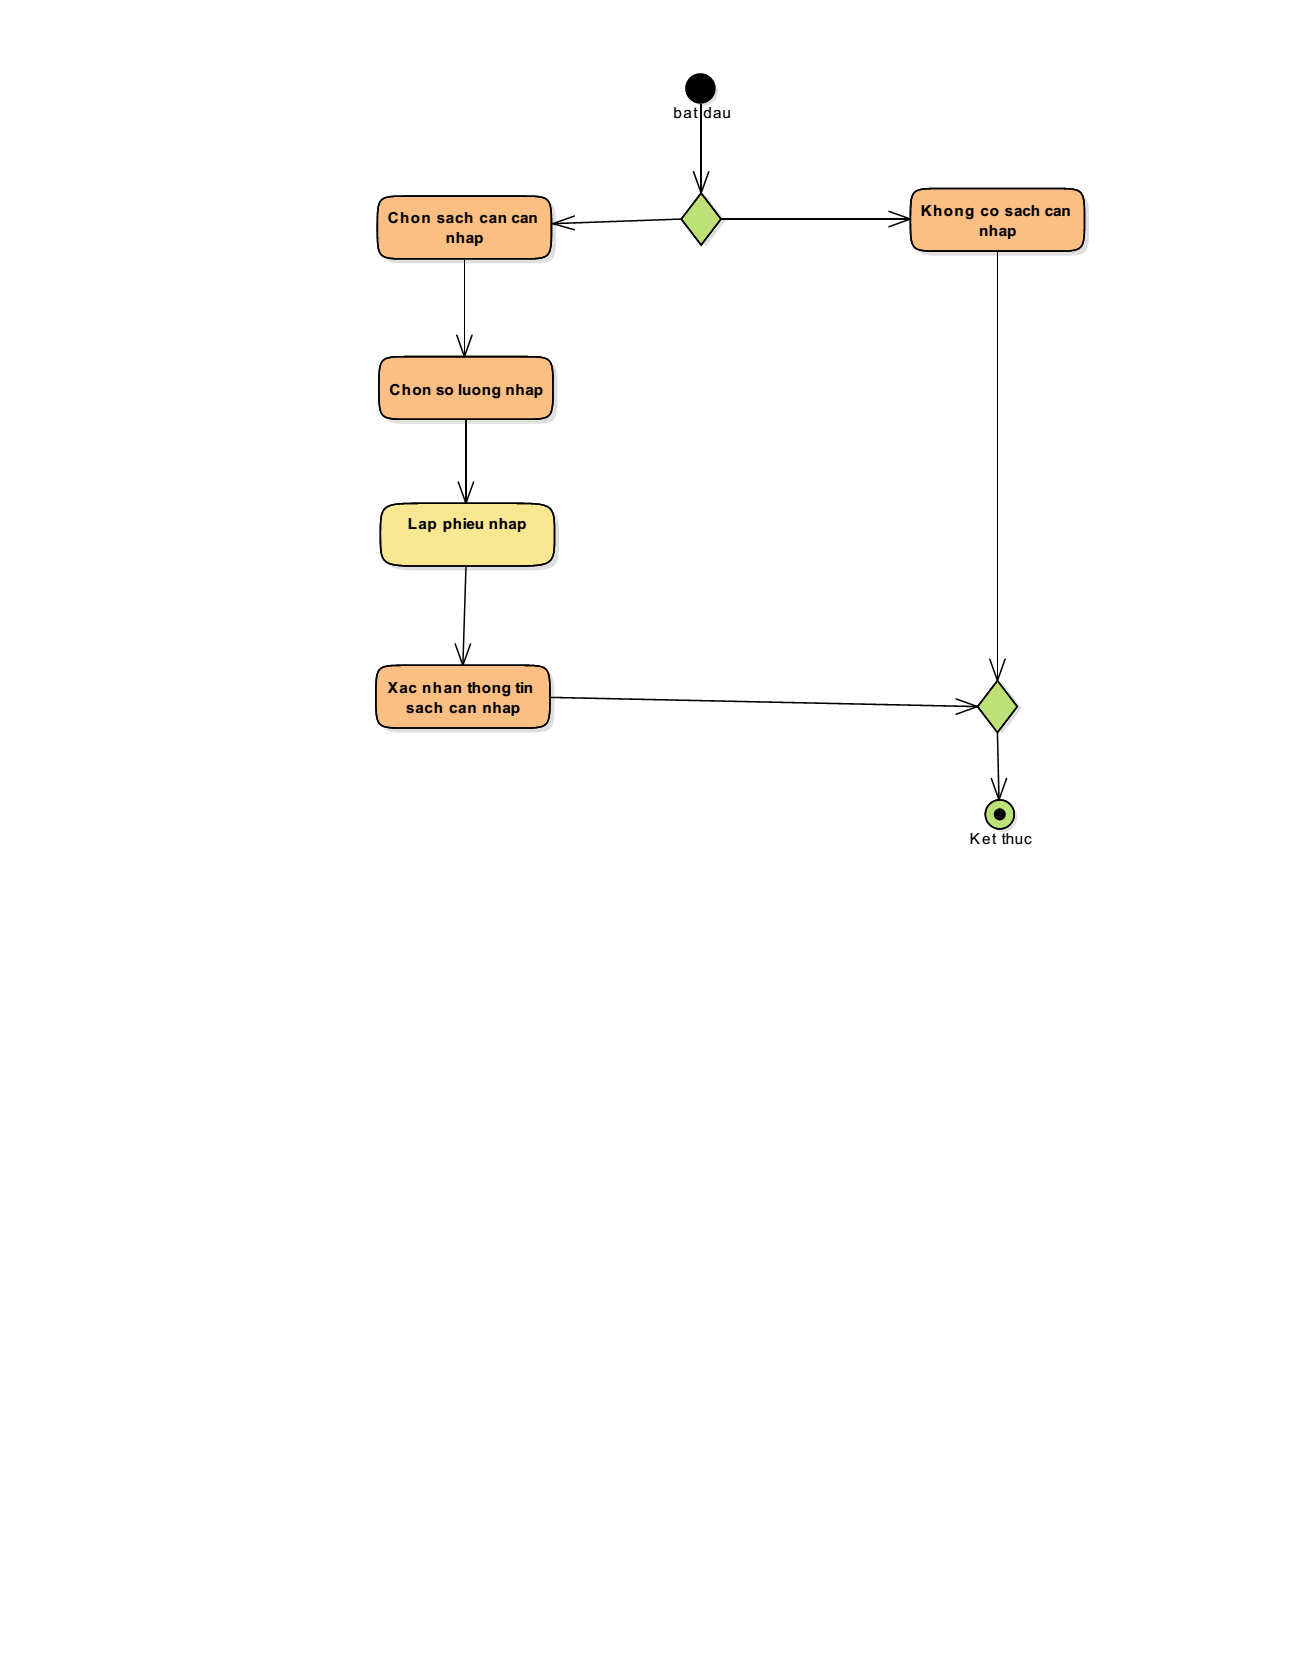 bat dau
Chon sach can can
nhap
Khong co sach can
nhap
Chon so luong nhap
Lap phieu nhap
Xac nhan thong tin
sach can nhap
Ket thuc